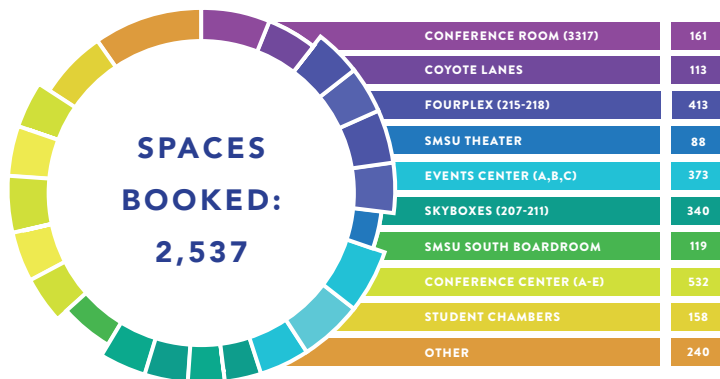 SPACES
BOOKED:
2,537
CONFERENCE ROOM (3317) 161
COYOTE LANES 113
FOURPLEX (215-218) 413
SMSU THEATER 88
EVENTS CENTER (A,B,C) 373
SKYBOXES (207-211) 340
SMSU SOUTH BOARDROOM 119
CONFERENCE CENTER (A-E) 532
STUDENT CHAMBERS 158
OTHER 240